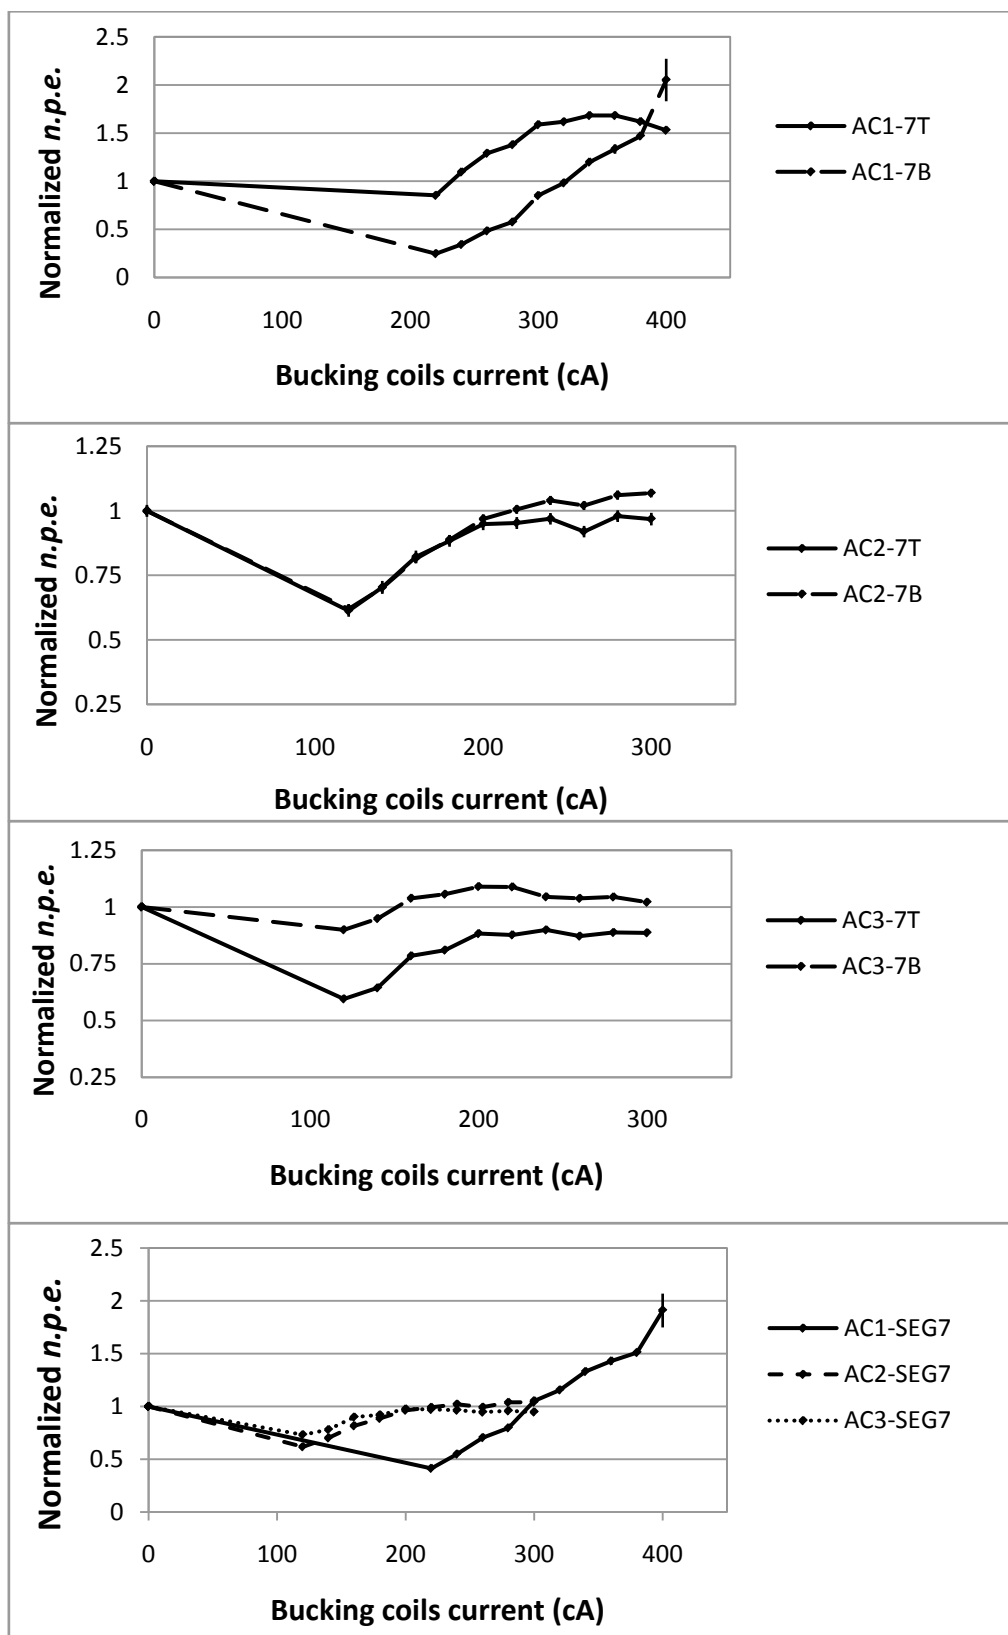 2.5
2
1.5
1
0.5
0
Normalized n.p.e.
0 100 200 300 400
Bucking coils current (cA)
AC1-7T
AC1-7B
1.25
1
0.75
0.5
0.25
Normalized n.p.e.
0 100 200 300
Bucking coils current (cA)
AC2-7T
AC2-7B
1.25
1
0.75
0.5
0.25
Normalized n.p.e.
0 100 200 300
Bucking coils current (cA)
AC3-7T
AC3-7B
2.5
2
1.5
1
0.5
0
Normalized n.p.e.
0 100 200 300 400
Bucking coils current (cA)
AC1-SEG7
AC2-SEG7
AC3-SEG7